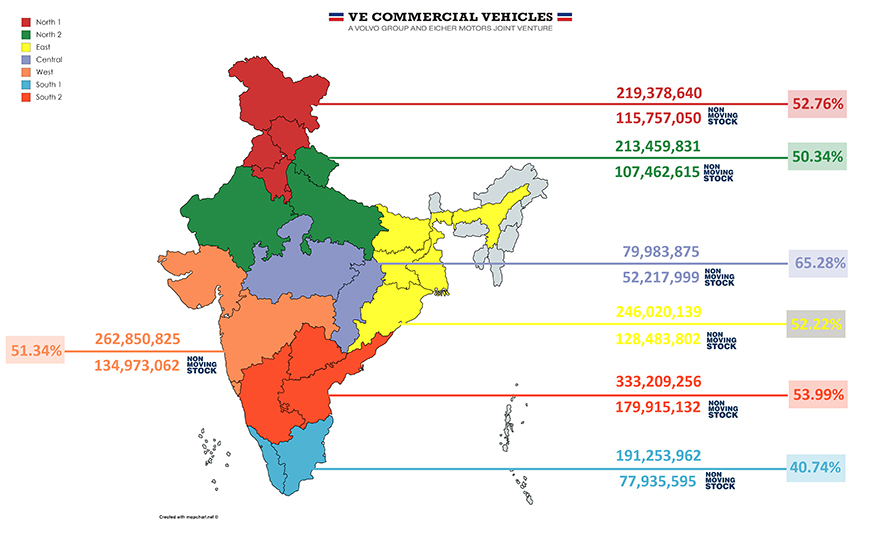 VE COMMERCIAL VEHICLES
A VOLVO GROUP AND EICHER MOTORS JOINT VENTURE
North 1
North 2
East
Central
West
South 1
South 2
219,378,640
115,757,050 NON MOVING STOCK
52.76%
213,459,831
107,462,615 NON MOVING STOCK
50.34%
79,983,875
52,217,999 NON MOVING STOCK
65.28%
246,020,139
128,483,802 NON MOVING STOCK
52.22%
51.34%
262,850,825
134,973,062 NON MOVING STOCK
333,209,256
179,915,132 NON MOVING STOCK
53.99%
191,253,962
77,935,595 NON MOVING STOCK
40.74%
Created with mapchart.net ©